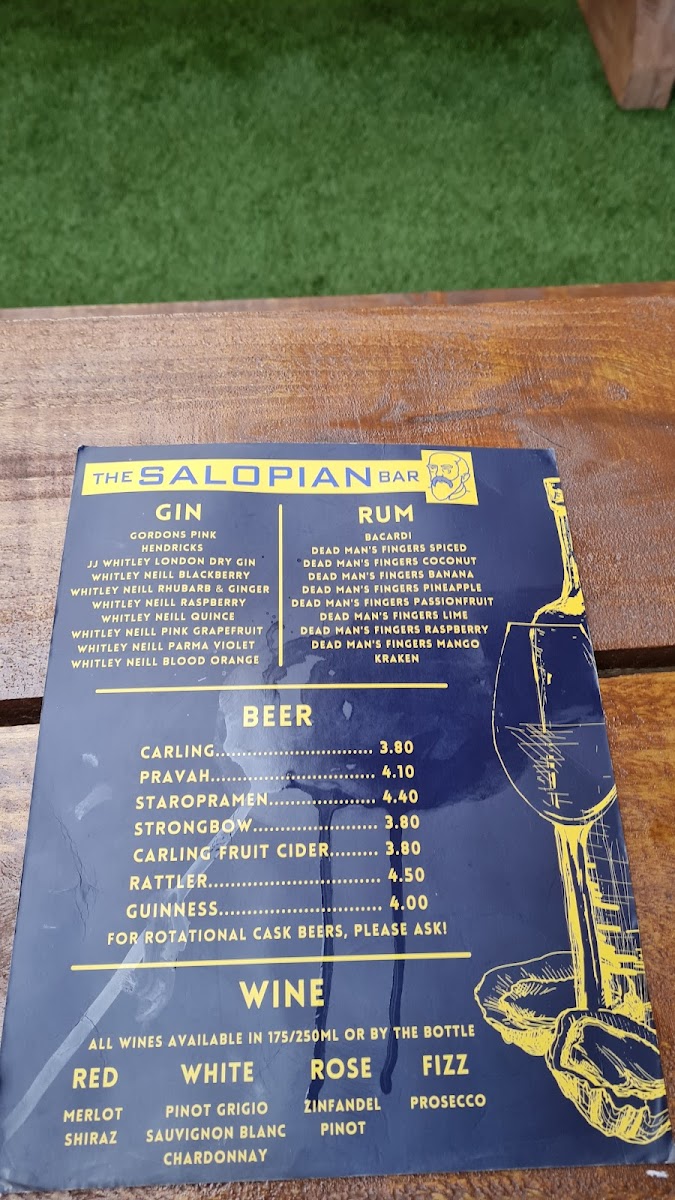 THE SALOPIAN BAR
GIN
GORDONS PINK
HENDRICKS
JJ WHITLEY LONDON DRY GIN
WHITLEY NEILL BLACKBERRY
WHITLEY NEILL RHUBARB & GINGER
WHITLEY NEILL RASPBERRY
WHITLEY NEILL QUINCE
WHITLEY NEILL PINK GRAPEFRUIT
WHITLEY NEILL PARMA VIOLET
WHITLEY NEILL BLOOD ORANGE
RUM
BACARDI
DEAD MAN'S FINGERS SPICED
DEAD MAN'S FINGERS COCONUT
DEAD MAN'S FINGERS BANANA
DEAD MAN'S FINGERS PINEAPPLE
DEAD MAN'S FINGERS PASSIONFRUIT
DEAD MAN'S FINGERS LIME
DEAD MAN'S FINGERS RASPBERRY
DEAD MAN'S FINGERS MANGO
KRAKEN
BEER
CARLING............................. 3.80
PRAVAH............................... 4.10
STAROPRAMEN.................... 4.40
STRONGBOW....................... 3.80
CARLING FRUIT CIDER......... 3.80
RATTLER................................ 4.50
GUINNESS.............................. 4.00
FOR ROTATIONAL CASK BEERS, PLEASE ASK!
WINE
ALL WINES AVAILABLE IN 175/250ML OR BY THE BOTTLE
RED
MERLOT
SHIRAZ
WHITE
PINOT GRIGIO
SAUVIGNON BLANC
CHARDONNAY
ROSE
ZINFANDEL
PINOT
FIZZ
PROSECCO